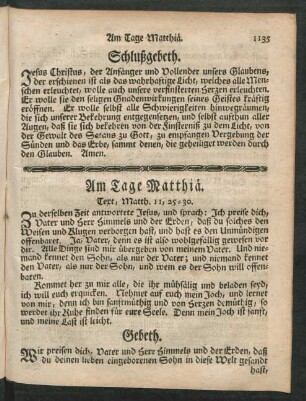 Am Tage Matthiä. 1135
Schlußgebeth.
Jesus Christus, der Anfänger und Vollender unsers Glaubens,
der erschienen ist als das wahrhaftige Licht, welches alle Men-
schen erleuchtet, wolle auch unsere verfinsterten Herzen erleuchten.
Er wolle sie den seligen Gnadenwirkungen seines Geistes kräftig
eröffnen. Er wolle selbst alle Schwierigkeiten hinwegräumen,
die sich unserer Bekehrung entgegensetzen, und selbst aufthun aller
Augen, daß sie sich bekehren von der Finsterniß zu dem Licht, von
der Gewalt des Satans zu Gott, zu empfangen Vergebung der
Sünden und das Erbe, sammt denen, die geheiliget werden durch
den Glauben. Amen.
Am Tage Matthiä.
Text, Matth. 11, 25=30.
Zu derselben Zeit antwortete Jesus, und sprach: Ich preise dich,
Vater und Herr Himmels und der Erden, daß du solches den
Weisen und Klugen verborgen hast, und hast es den Unmündigen
offenbaret. Ja, Vater, denn es ist also wohlgefällig gewesen vor
dir. Alle Dinge sind mir übergeben von meinem Vater. Und nie-
mand kennet den Sohn, als nur der Vater; und niemand kennet
den Vater, als nur der Sohn, und wem es der Sohn will offen-
baren.
Kommet her zu mir alle, die ihr mühsälig und beladen seyd,
ich will euch erquicken. Nehmet auf euch mein Joch, und lernet
von mir, denn ich bin sanftmüthig und von Herzen demüthig, so
werdet ihr Ruhe finden für eure Seele. Denn mein Joch ist sanft,
und meine Last ist leicht.
Gebeth.
Wir preisen dich, Vater und Herr Himmels und der Erden, daß
du deinen lieben eingebornen Sohn in diese Welt gesandt
hast,